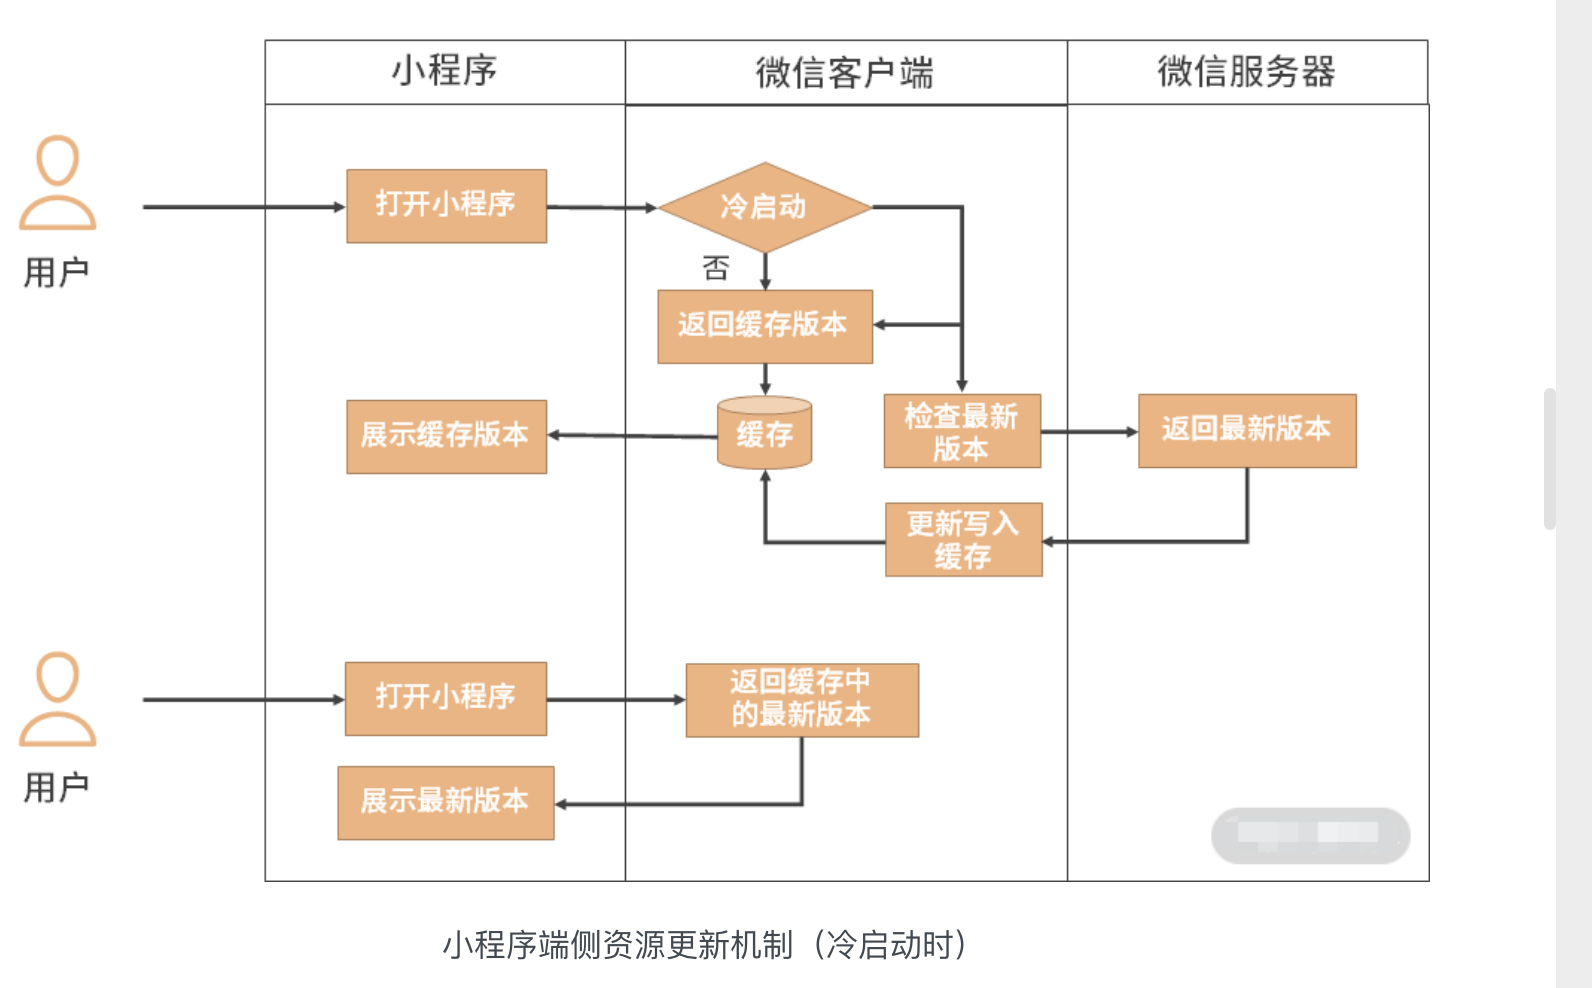 小程序
微信客户端
微信服务器
用户
打开小程序
冷启动
否
返回缓存版本
展示缓存版本
缓存
检查最新
版本
返回最新版本
更新写入
缓存
用户
打开小程序
返回缓存中
的最新版本
展示最新版本
小程序端侧资源更新机制（冷启动时）